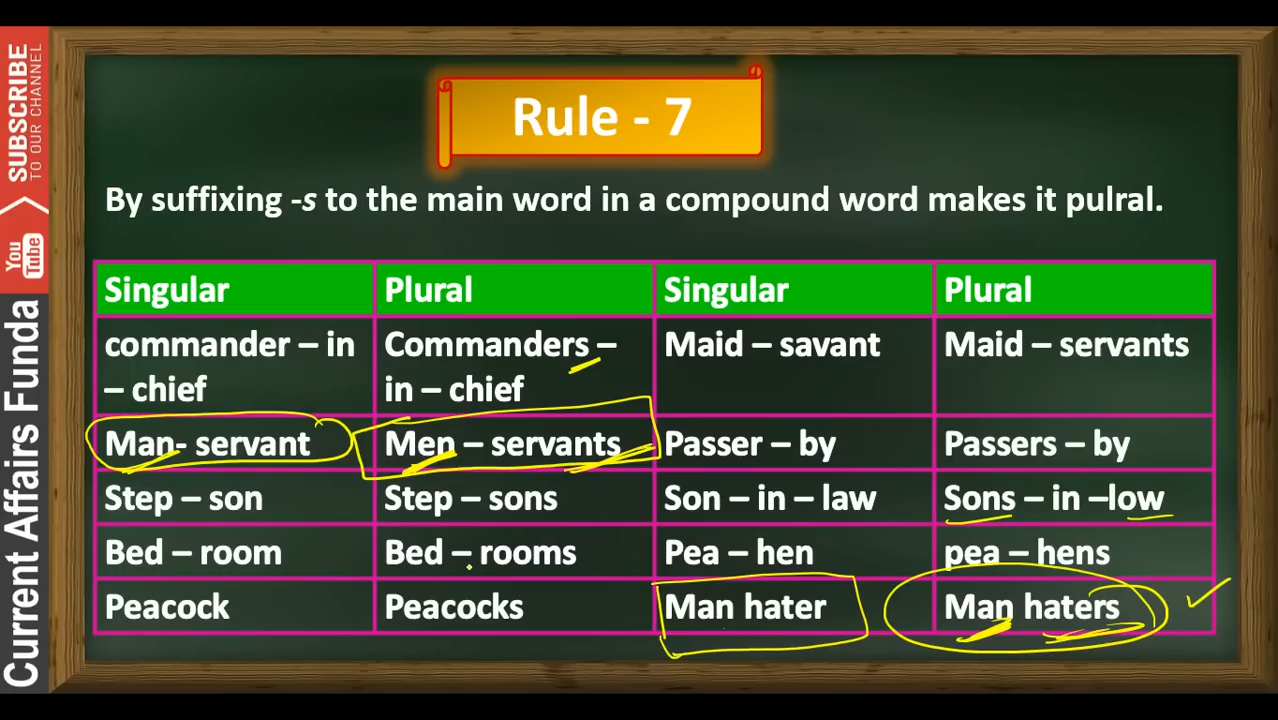 Rule - 7
By suffixing -s to the main word in a compound word makes it pulral.
Singular Plural Singular Plural
commander – in Commanders – Maid – savant Maid – servants
– chief in – chief
Man- servant Men – servants Passer – by Passers – by
Step – son Step – sons Son – in – law Sons – in –low
Bed – room Bed – rooms Pea – hen pea – hens
Peacock Peacocks Man hater Man haters
SUBSCRIBE
TO OUR CHANNEL
You
Tube
Current Affairs Funda